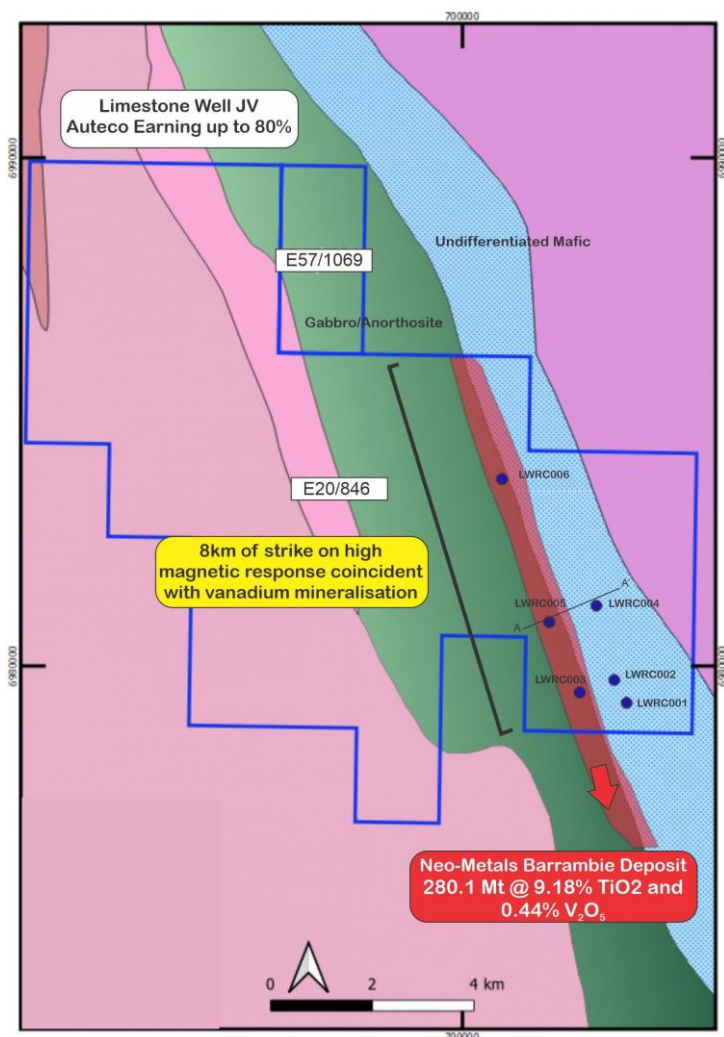 700000
Limestone Well JV
Auteco Earning up to 80%
6990000
6990000
Undifferentiated Mafic
E57/1069
Gabbro/Anorthosite
LWRC006
E20/846
8km of strike on high
magnetic response coincident
with vanadium mineralisation
A'
LWRC005
LWRC004
A
6980000
6980000
LWRC003
LWRC002
LWRC001
Neo-Metals Barrambie Deposit
280.1 Mt @ 9.18% TiO2 and
0.44% V₂O₅
0 2 4 km
700000